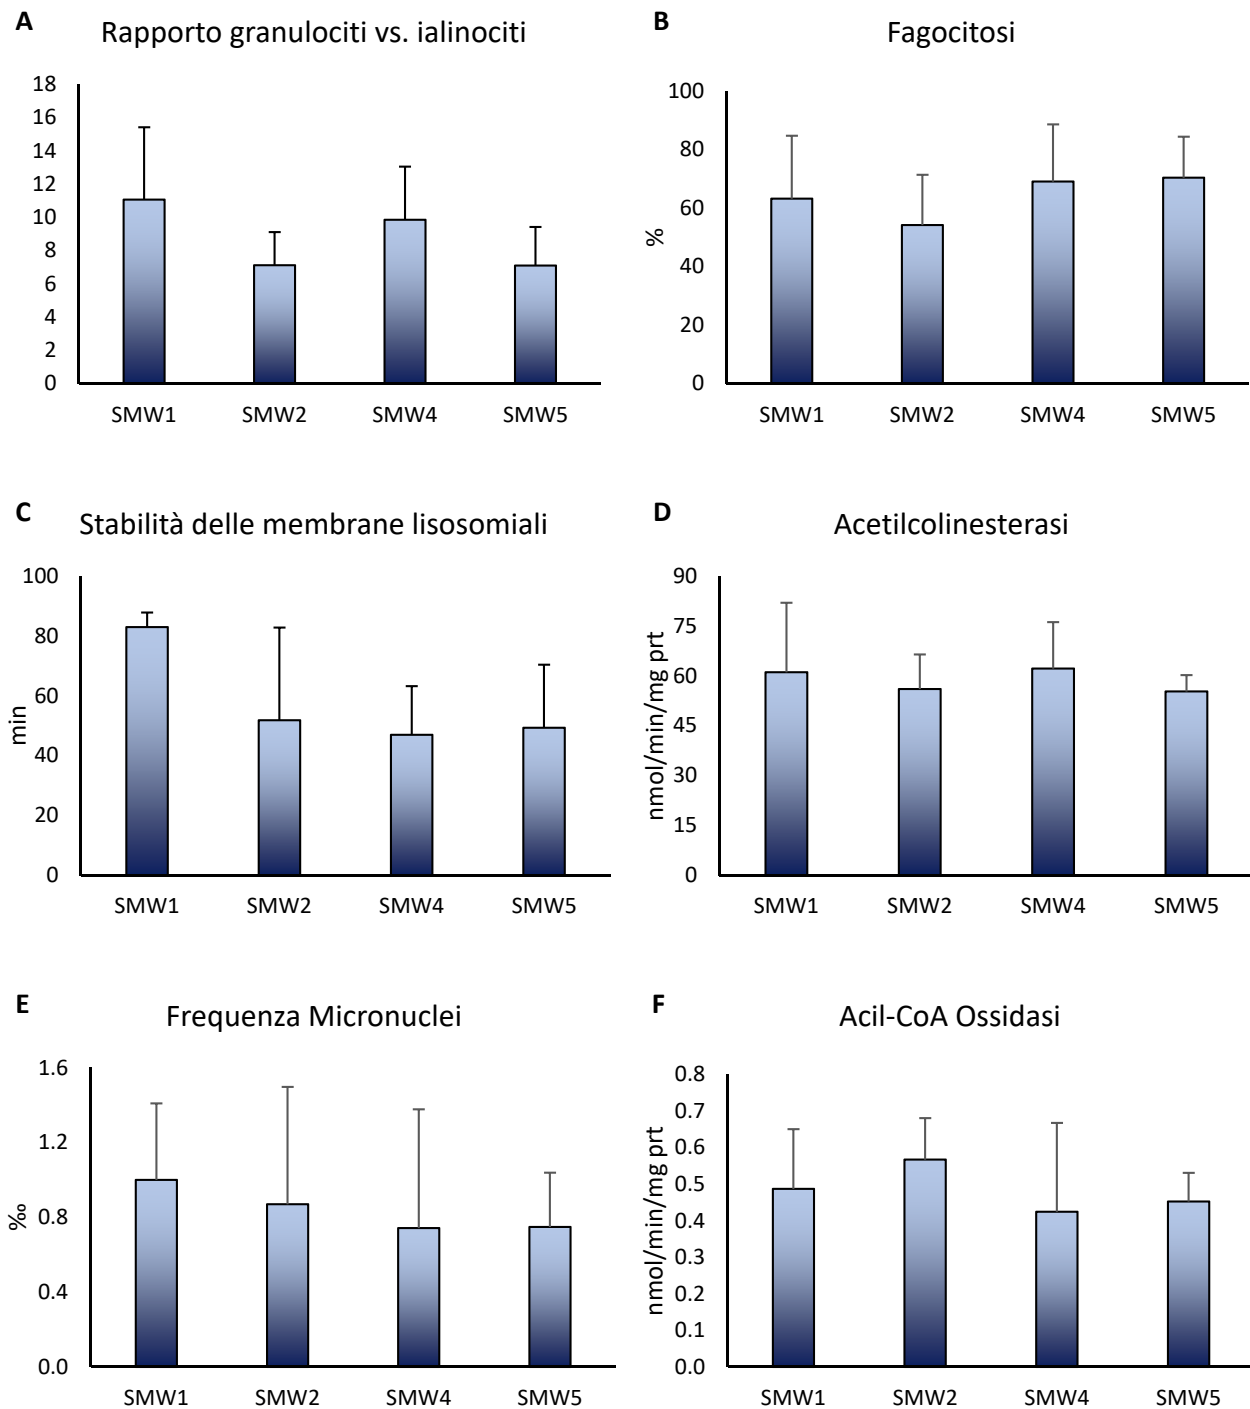 A
Rapporto granulociti vs. ialinociti
18
16
14
12
10
8
6
4
2
0
SMW1 SMW2 SMW4 SMW5
B
Fagocitosi
%
100
80
60
40
20
0
SMW1 SMW2 SMW4 SMW5
C
Stabilità delle membrane lisosomiali
min
100
80
60
40
20
0
SMW1 SMW2 SMW4 SMW5
D
Acetilcolinesterasi
nmol/min/mg prt
90
75
60
45
30
15
0
SMW1 SMW2 SMW4 SMW5
E
Frequenza Micronuclei
‰
1.6
1.2
0.8
0.4
0.0
SMW1 SMW2 SMW4 SMW5
F
Acil-CoA Ossidasi
nmol/min/mg prt
0.8
0.7
0.6
0.5
0.4
0.3
0.2
0.1
0.0
SMW1 SMW2 SMW4 SMW5